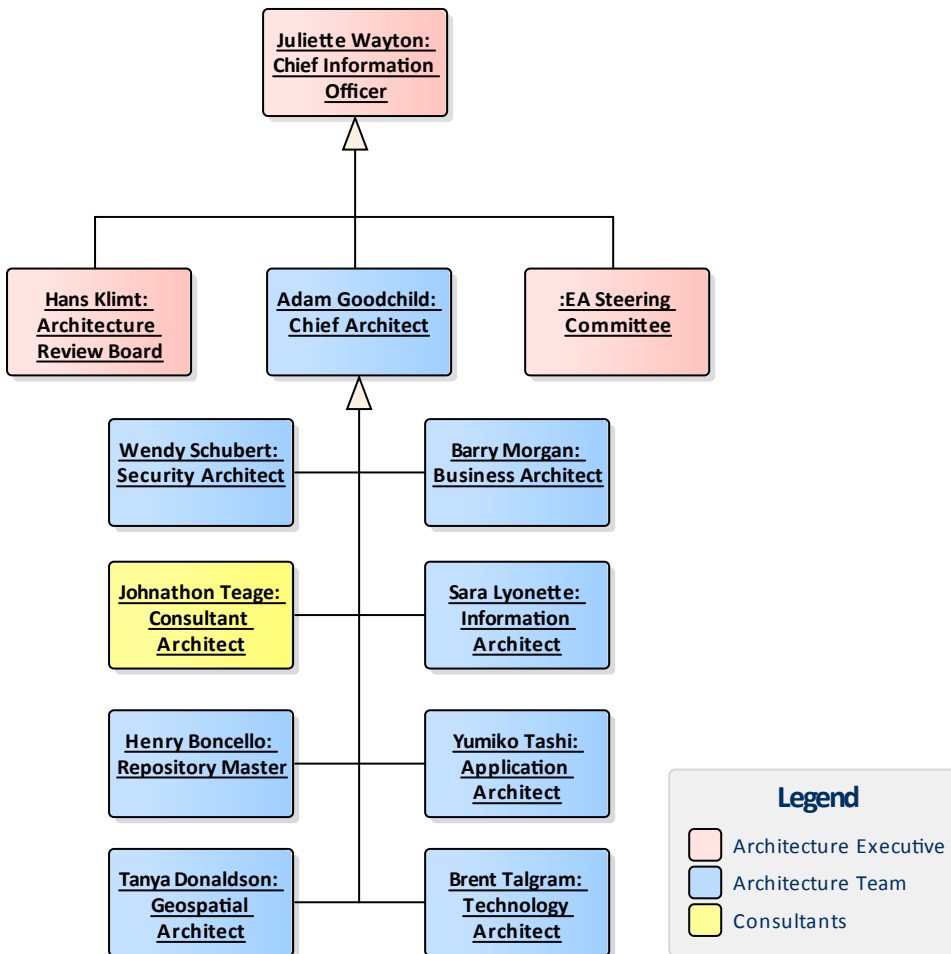 Juliette Wayton:
Chief Information
Officer
Hans Klimt:
Architecture
Review Board
Adam Goodchild:
Chief Architect
:EA Steering
Committee
Wendy Schubert:
Security Architect
Barry Morgan:
Business Architect
Johnathon Teage:
Consultant
Architect
Sara Lyonette:
Information
Architect
Henry Boncello:
Repository Master
Yumiko Tashi:
Application
Architect
Tanya Donaldson:
Geospatial
Architect
Brent Talgram:
Technology
Architect
Legend
Architecture Executive
Architecture Team
Consultants